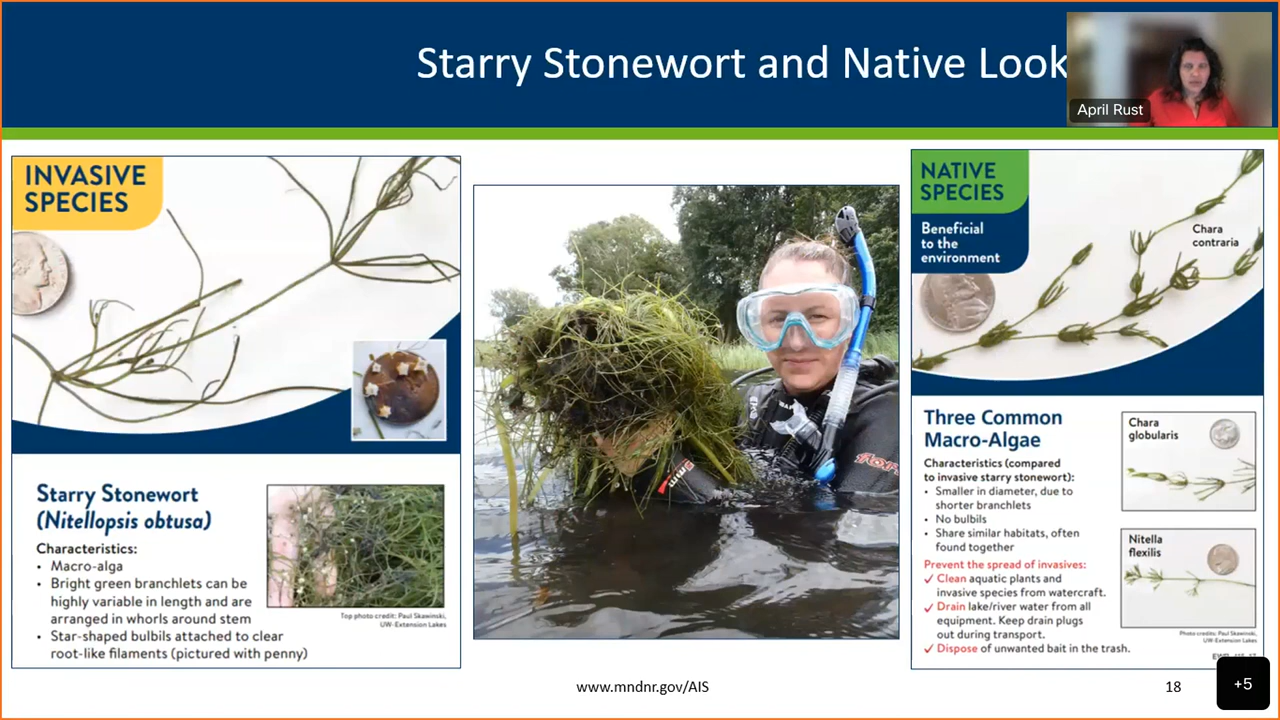 Starry Stonewort and Native Look
April Rust
INVASIVE
SPECIES
Starry Stonewort
(Nitellopsis obtusa)
Characteristics:
• Macro-alga
• Bright green branchlets can be
highly variable in length and are
arranged in whorls around stem
• Star-shaped bulbils attached to clear
root-like filaments (pictured with penny)
Top photo credit: Paul Skawinski,
UW-Extension Lakes
NATIVE
SPECIES
Beneficial
to the
environment
Chara
contraria
Three Common
Macro-Algae
Characteristics (compared
to invasive starry stonewort):
• Smaller in diameter, due to
shorter branchlets
• No bulbils
• Share similar habitats, often
found together
Prevent the spread of invasives:
✓ Clean aquatic plants and
invasive species from watercraft.
✓ Drain lake/river water from all
equipment. Keep drain plugs
out during transport.
✓ Dispose of unwanted bait in the trash.
Chara
globularis
Nitella
flexilis
Photo credits: Paul Skawinski,
UW-Extension Lakes
www.mndnr.gov/AIS
18
+5